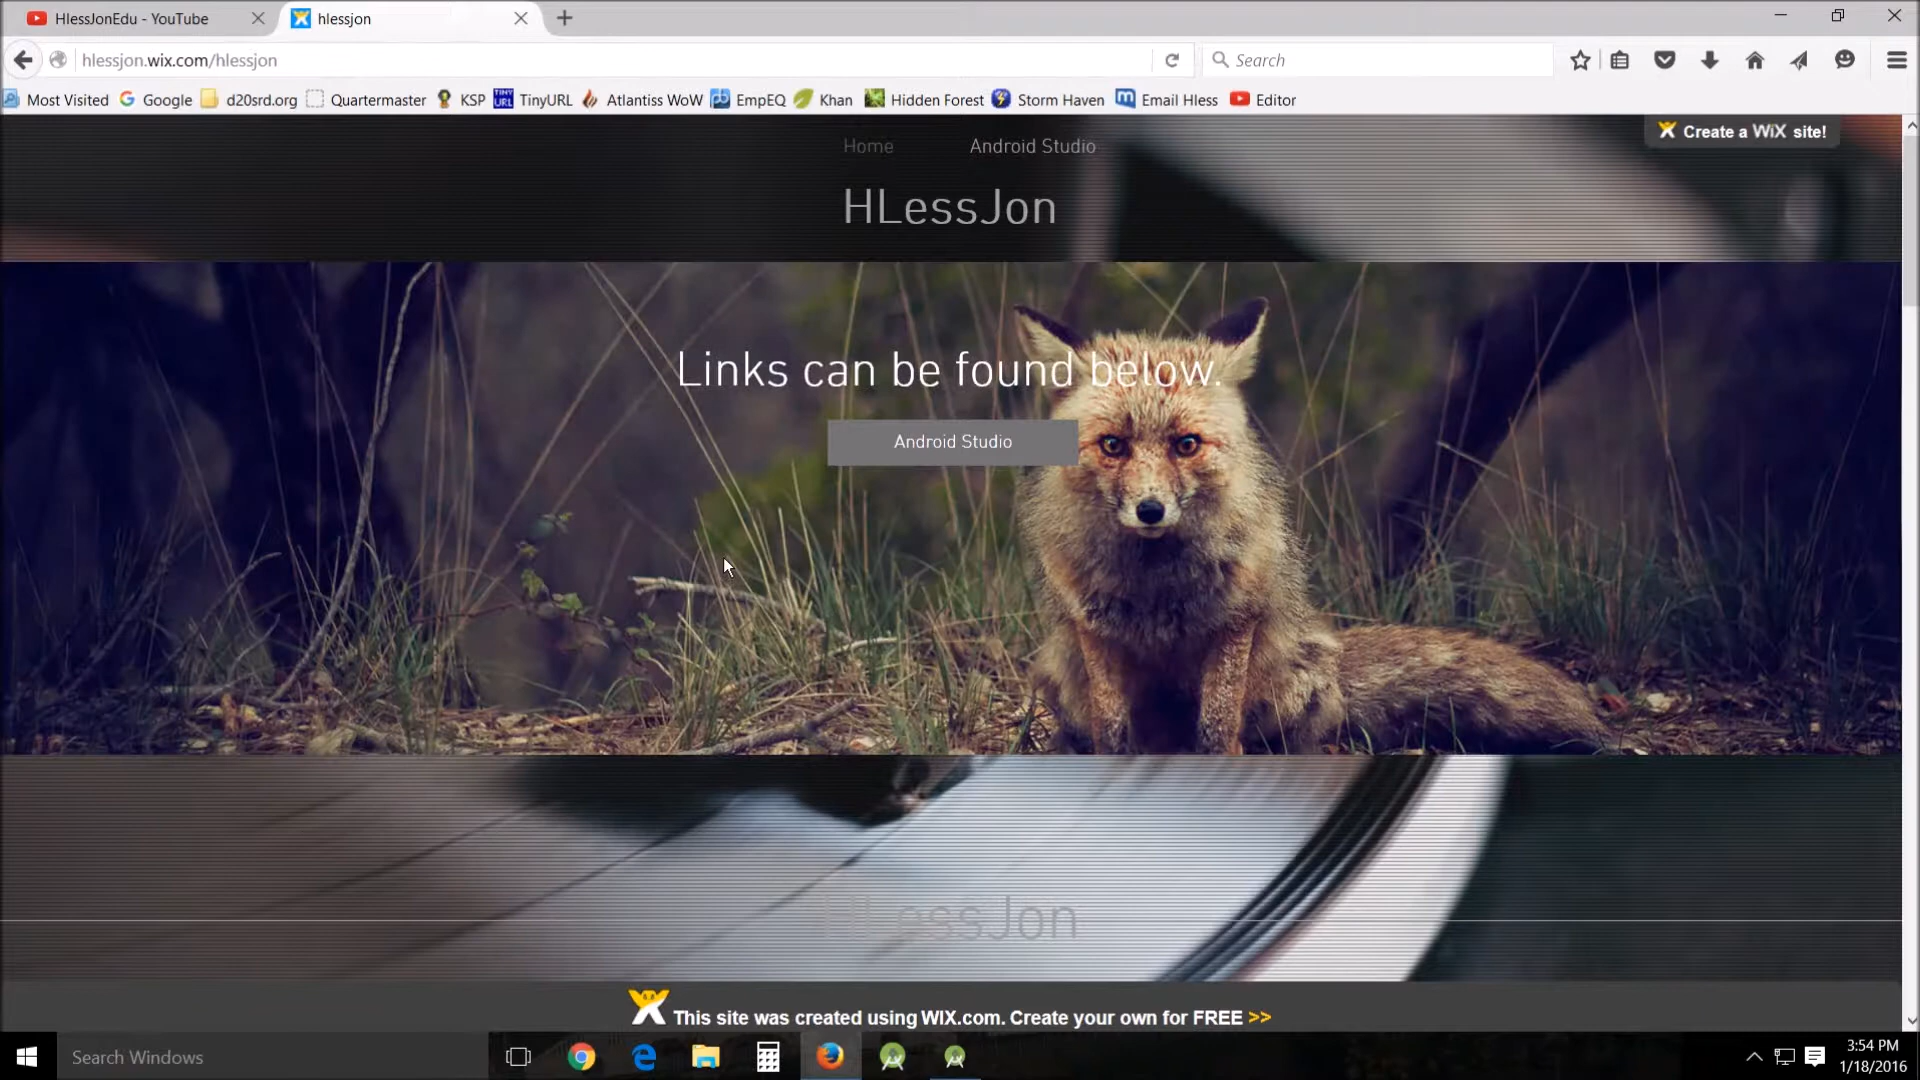 HlessJonEdu - YouTube
hlessjon
hlessjon.wix.com/hlessjon
Search
Most Visited
Google
d20srd.org
Quartermaster
KSP
TINY URL
TinyURL
Atlantiss WoW
EmpEQ
Khan
Hidden Forest
Storm Haven
Email Hless
Editor
Home
Android Studio
Create a WiX site!
HLessJon
Links can be found below.
Android Studio
HLessJon
This site was created using WIX.com. Create your own for FREE >>
Search Windows
3:54 PM
1/18/2016